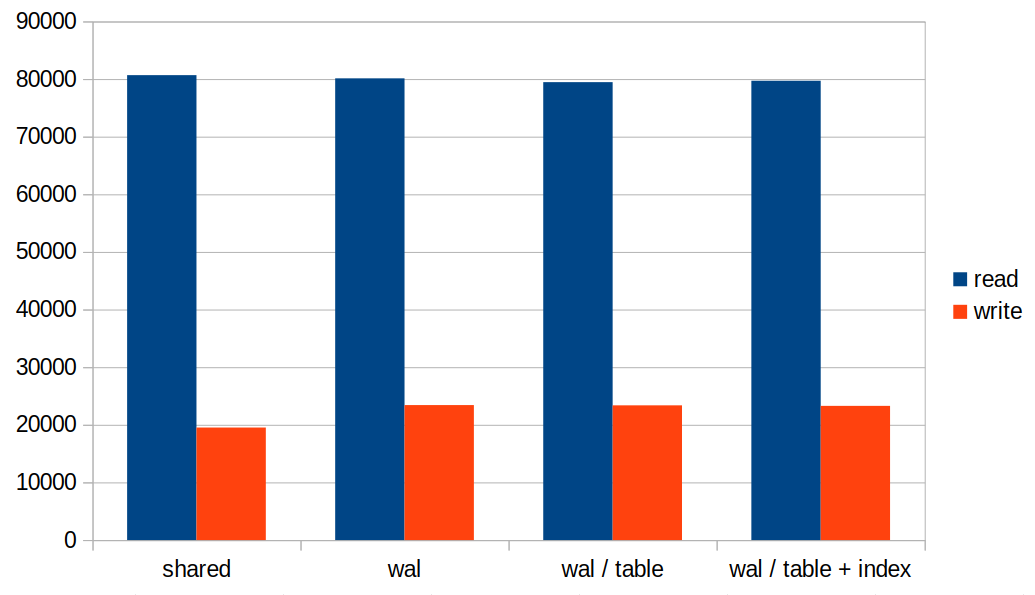 90000
80000
70000
60000
50000
40000
30000
20000
10000
0
shared
wal
wal / table
wal / table + index
read
write